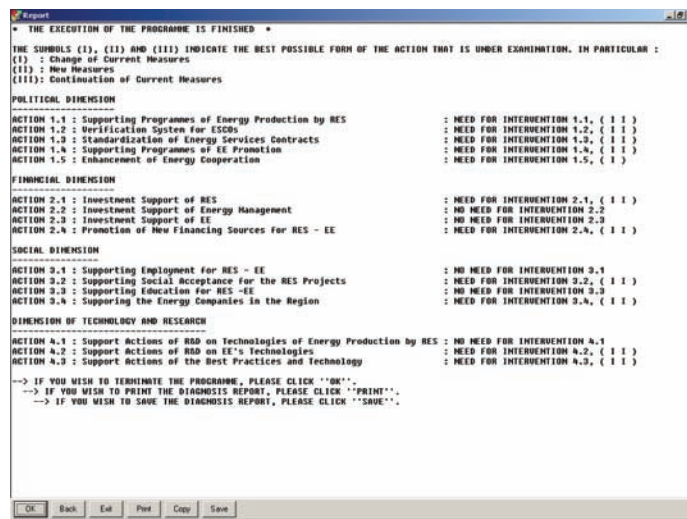 Report
* THE EXECUTION OF THE PROGRAMME IS FINISHED *
THE SUMBOLS (I), (II) AND (III) INDICATE THE BEST POSSIBLE FORM OF THE ACTION THAT IS UNDER EXAMINATION. IN PARTICULAR :
(I) : Change of Current Measures
(II) : New Measures
(III): Continuation of Current Measures
POLITICAL DIMENSION
-------------------
ACTION 1.1 : Supporting Programmes of Energy Production by RES : NEED FOR INTERVENTION 1.1, ( I I )
ACTION 1.2 : Verification System for ESCOs : NEED FOR INTERVENTION 1.2, ( I I )
ACTION 1.3 : Standardization of Energy Services Contracts : NEED FOR INTERVENTION 1.3, ( I I )
ACTION 1.4 : Supporting Programmes of EE Promotion : NEED FOR INTERVENTION 1.4, ( I I )
ACTION 1.5 : Enhancement of Energy Cooperation : NEED FOR INTERVENTION 1.5, ( I )
FINANCIAL DIMENSION
-------------------
ACTION 2.1 : Investment Support of RES : NEED FOR INTERVENTION 2.1, ( I I )
ACTION 2.2 : Investment Support of Energy Management : NO NEED FOR INTERVENTION 2.2
ACTION 2.3 : Investment Support of EE : NO NEED FOR INTERVENTION 2.3
ACTION 2.4 : Promotion of New Financing Sources for RES - EE : NEED FOR INTERVENTION 2.4, ( I I )
SOCIAL DIMENSION
----------------
ACTION 3.1 : Supporting Employment for RES - EE : NO NEED FOR INTERVENTION 3.1
ACTION 3.2 : Supporting Social Acceptance for the RES Projects : NEED FOR INTERVENTION 3.2, ( I I )
ACTION 3.3 : Supporting Education for RES -EE : NO NEED FOR INTERVENTION 3.3
ACTION 3.4 : Supporing the Energy Companies in the Region : NEED FOR INTERVENTION 3.4, ( I I )
DIMENSION OF TECHNOLOGY AND RESEARCH
------------------------------------
ACTION 4.1 : Support Actions of R&D on Technologies of Energy Production by RES : NO NEED FOR INTERVENTION 4.1
ACTION 4.2 : Support Actions of R&D on EE's Technologies : NEED FOR INTERVENTION 4.2, ( I I )
ACTION 4.3 : Support Actions of the Best Practices and Technology : NEED FOR INTERVENTION 4.3, ( I I )
--> IF YOU WISH TO TERMINATE THE PROGRAMME, PLEASE CLICK ''OK''.
--> IF YOU WISH TO PRINT THE DIAGNOSIS REPORT, PLEASE CLICK ''PRINT''.
--> IF YOU WISH TO SAVE THE DIAGNOSIS REPORT, PLEASE CLICK ''SAVE''.
OK Back Exit Print Copy Save